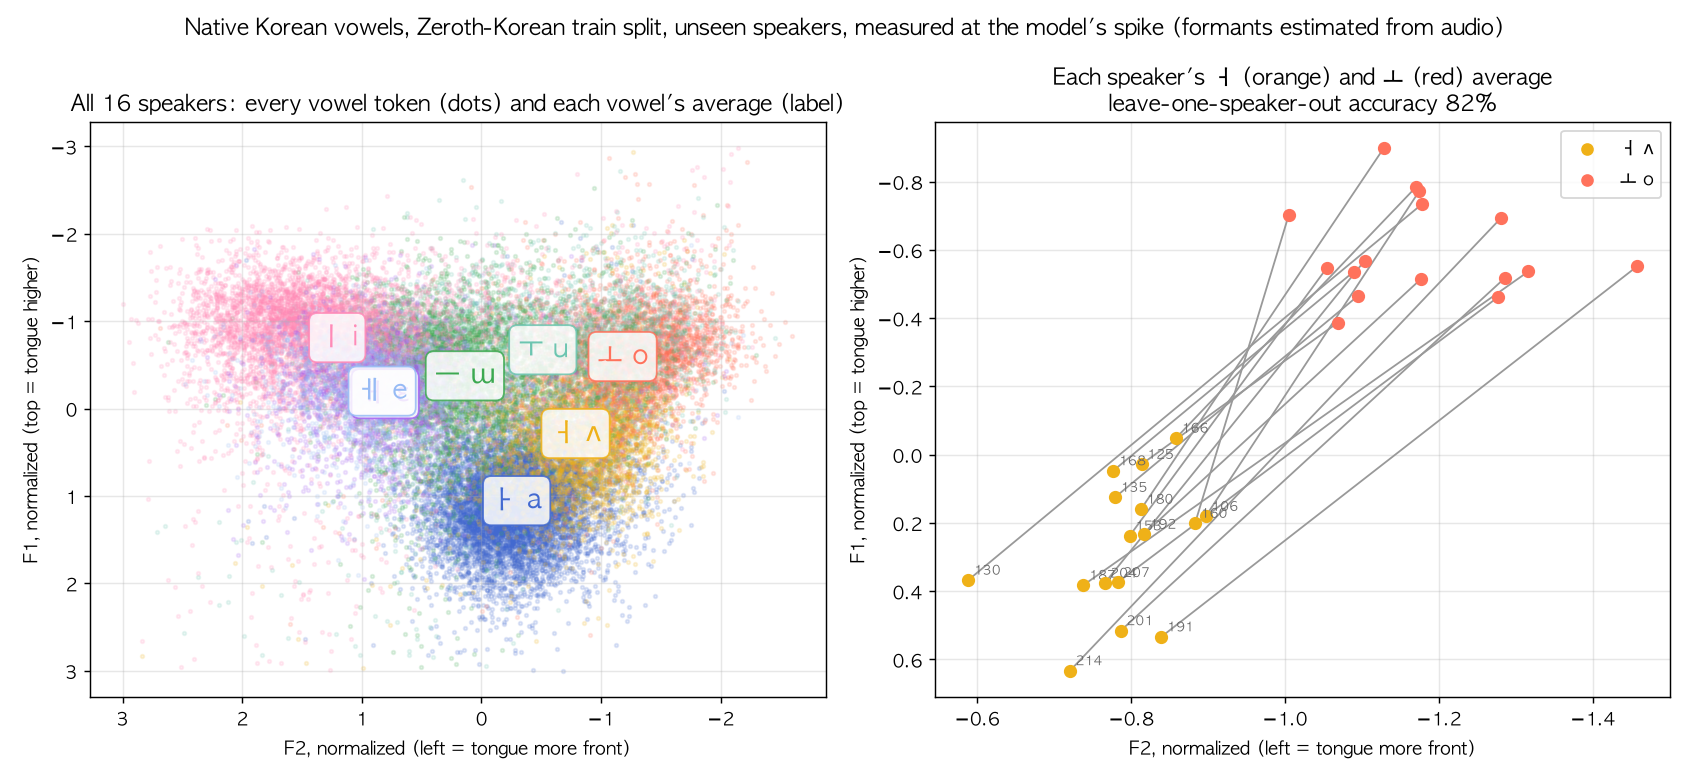 Native Korean vowels, Zeroth-Korean train split, unseen speakers, measured at the model's spike (formants estimated from audio)
All 16 speakers: every vowel token (dots) and each vowel's average (label)
F1, normalized (top = tongue higher)
−3
−2
−1
0
1
2
3
ㅣ i
ㅔ e
ㅡ ɯ
ㅜ u
ㅗ o
ㅓ ʌ
ㅏ a
3 2 1 0 −1 −2
F2, normalized (left = tongue more front)
Each speaker's ㅓ (orange) and ㅗ (red) average
leave-one-speaker-out accuracy 82%
ㅓ ʌ
ㅗ o
F1, normalized (top = tongue higher)
−0.8
−0.6
−0.4
−0.2
0.0
0.2
0.4
0.6
125
168
135
180
106
192
130
207
201
191
214
−0.6 −0.8 −1.0 −1.2 −1.4
F2, normalized (left = tongue more front)